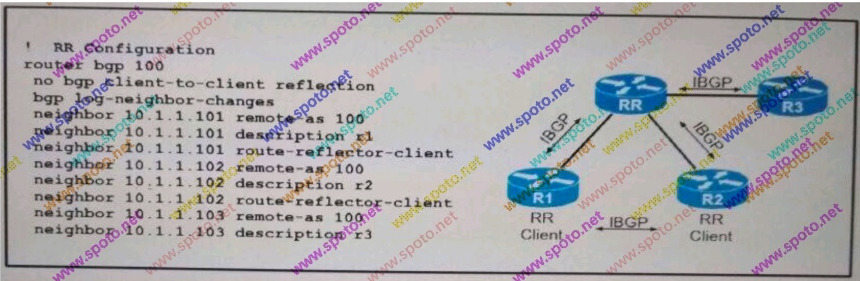 ! RR Configuration
router bgp 100
no bgp client-to-client reflection
bgp log-neighbor-changes
neighbor 10.1.1.101 remote-as 100
neighbor 10.1.1.101 description r1
neighbor 10.1.1.101 route-reflector-client
neighbor 10.1.1.102 remote-as 100
neighbor 10.1.1.102 description r2
neighbor 10.1.1.102 route-reflector-client
neighbor 10.1.1.103 remote-as 100
neighbor 10.1.1.103 description r3
RR
IBGP
R3
IBGP
IBGP
R1
R2
RR
Client
IBGP
RR
Client
www.spoto.net